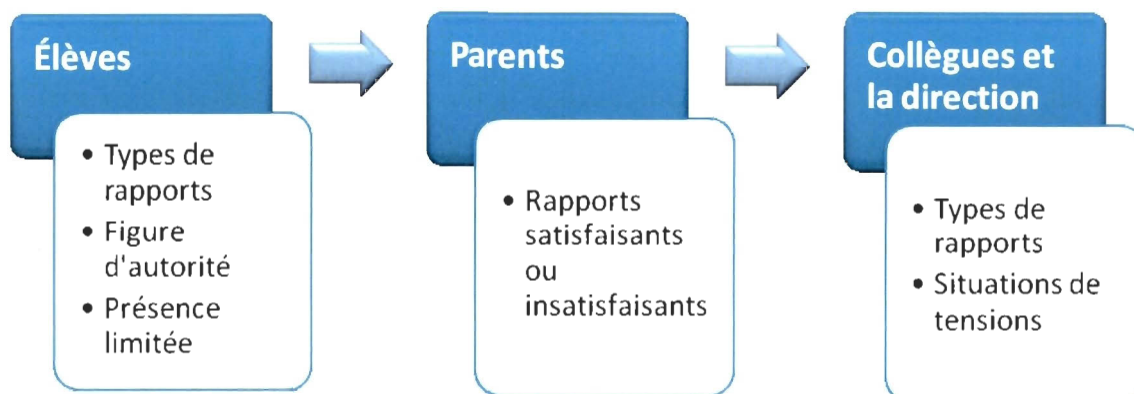 Élèves
• Types de
rapports
• Figure
d'autorité
• Présence
limitée
Parents
• Rapports
satisfaisants
ou
insatisfaisants
Collègues et
la direction
• Types de
rapports
• Situations de
tensions